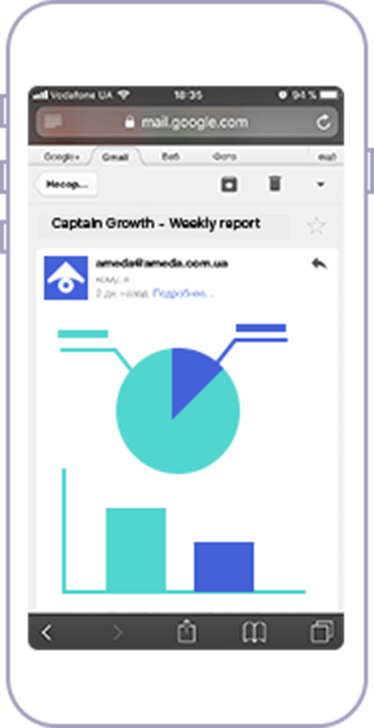 Vodafone UA 18:35 94 %
mail.google.com
Google+ Gmail Веб Фото ещё
Несор...
Captain Growth - Weekly report
ameda@ameda.com.ua
кому: я
2 дн. назад Подробнее...